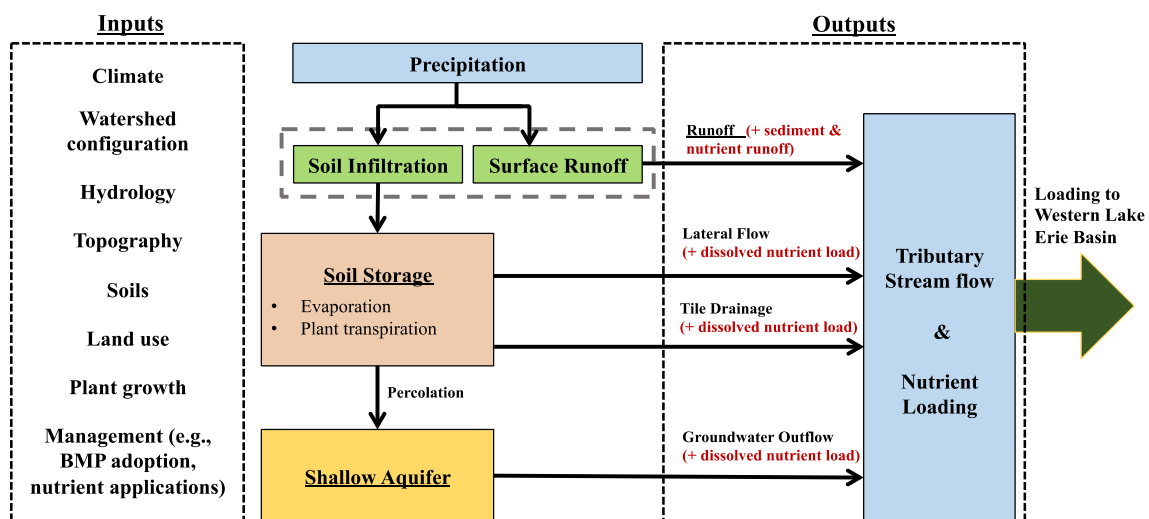 Inputs
Climate
Watershed
configuration
Hydrology
Topography
Soils
Land use
Plant growth
Management (e.g.,
BMP adoption,
nutrient applications)
Precipitation
Soil Infiltration
Surface Runoff
Soil Storage
• Evaporation
• Plant transpiration
Percolation
Shallow Aquifer
Outputs
Runoff (+ sediment &
nutrient runoff)
Lateral Flow
(+ dissolved nutrient load)
Tile Drainage
(+ dissolved nutrient load)
Groundwater Outflow
(+ dissolved nutrient load)
Tributary
Stream flow
&
Nutrient
Loading
Loading to
Western Lake
Erie Basin